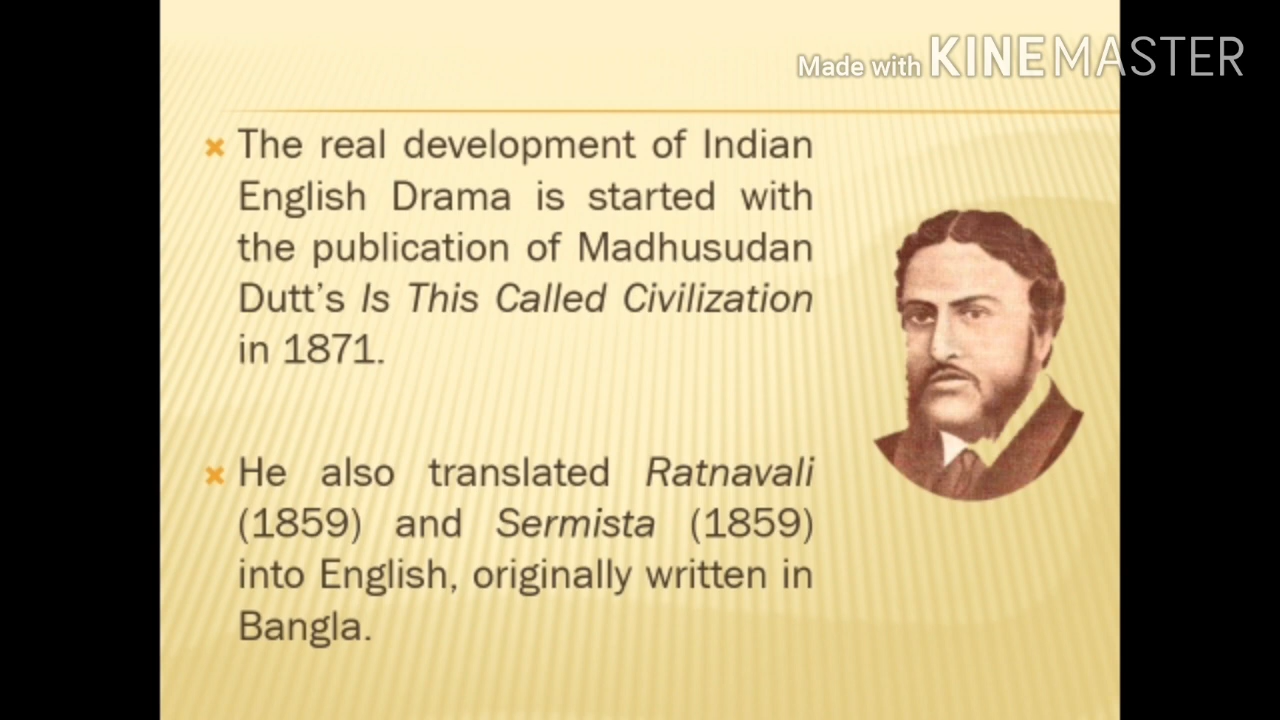 Made with KINEMASTER
The real development of Indian
English Drama is started with
the publication of Madhusudan
Dutt's Is This Called Civilization
in 1871.
He also translated Ratnavali
(1859) and Sermista (1859)
into English, originally written in
Bangla.